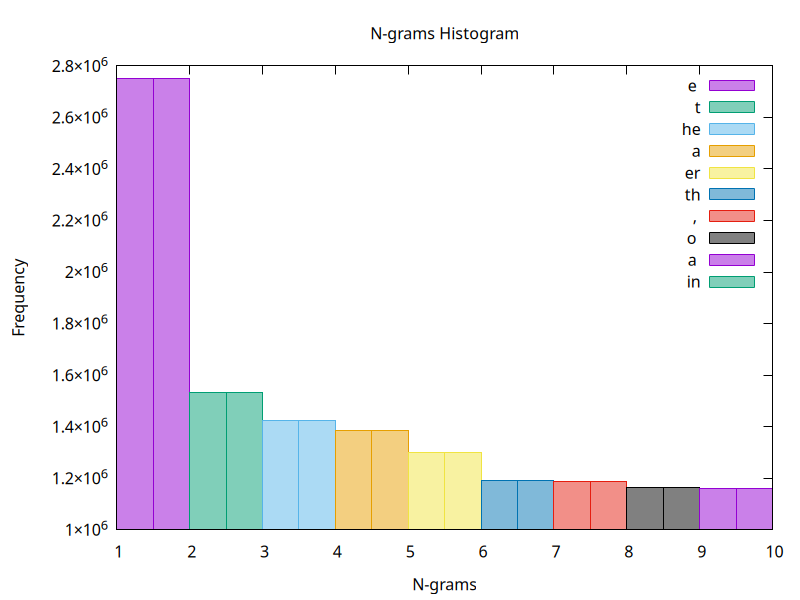 N-grams Histogram
2.8×10⁶
2.6×10⁶
2.4×10⁶
2.2×10⁶
2×10⁶
1.8×10⁶
1.6×10⁶
1.4×10⁶
1.2×10⁶
1×10⁶
Frequency
e
t
he
a
er
th
,
o
a
in
1 2 3 4 5 6 7 8 9 10
N-grams